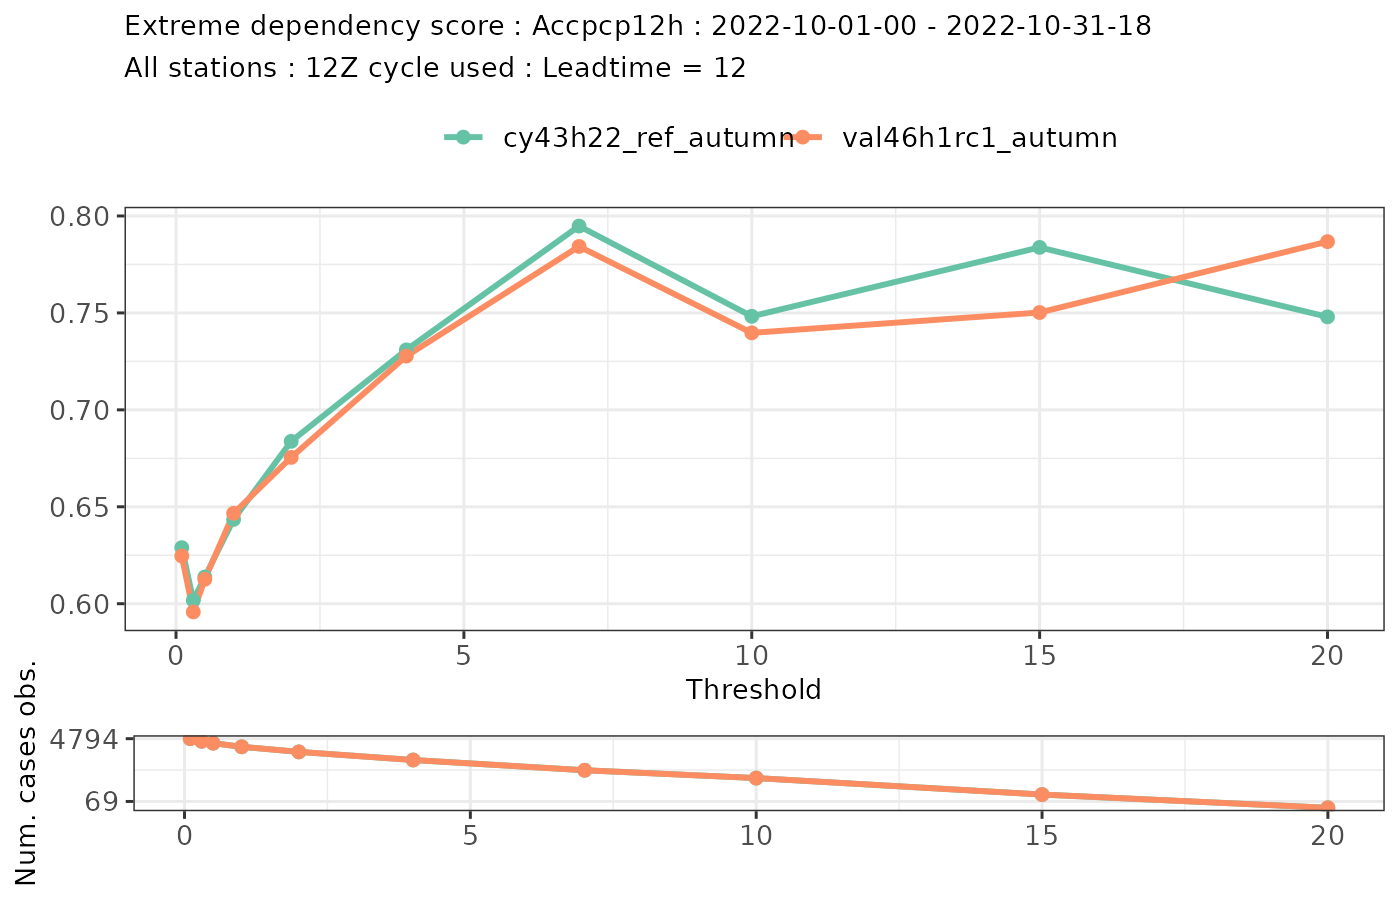 Extreme dependency score : Accpcp12h : 2022-10-01-00 - 2022-10-31-18
All stations : 12Z cycle used : Leadtime = 12
cy43h22_ref_autumn val46h1rc1_autumn
0.80
0.75
0.70
0.65
0.60
0 5 10 15 20
Threshold
Num. cases obs.
4794
69
0 5 10 15 20